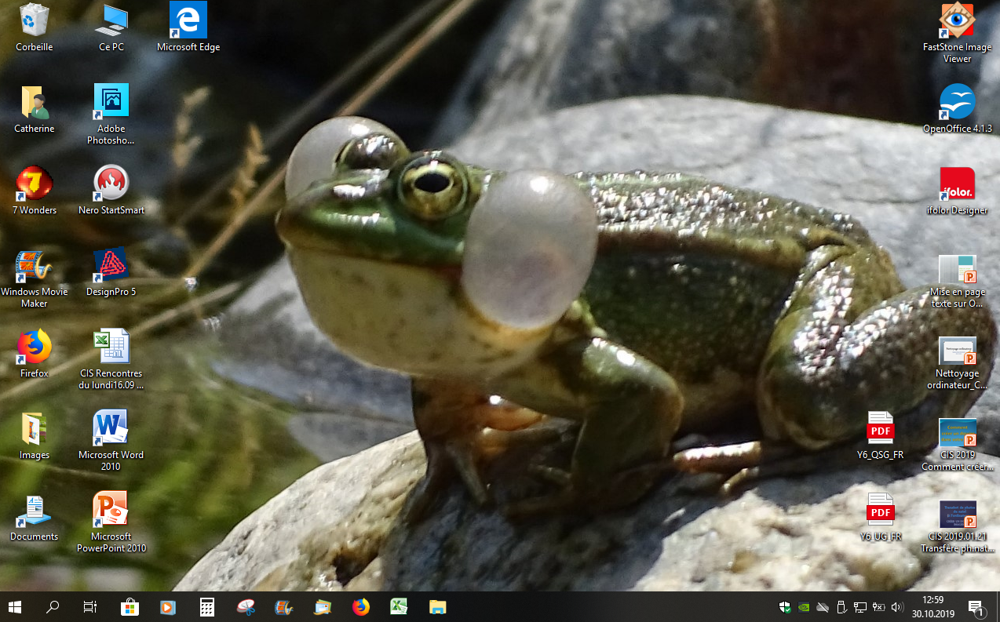 Corbeille
Ce PC
Microsoft Edge
FastStone Image
Viewer
Catherine
Adobe
Photosho...
OpenOffice 4.1.3
7
7 Wonders
Nero StartSmart
ifolor.
ifolor Designer
Windows Movie
Maker
DesignPro 5
Mise en page
texte sur O...
Firefox
CIS Rencontres
du lundi16.09 ...
Nettoyage ordinateur
Nettoyage
ordinateur_C...
Images
Microsoft Word
2010
PDF
Y6_QSG_FR
CIS 2019
Comment créer...
Documents
Microsoft
PowerPoint 2010
PDF
Y6_UG_FR
CIS 2019.01.21
Transfère ph.nat...
12:59
30.10.2019
1